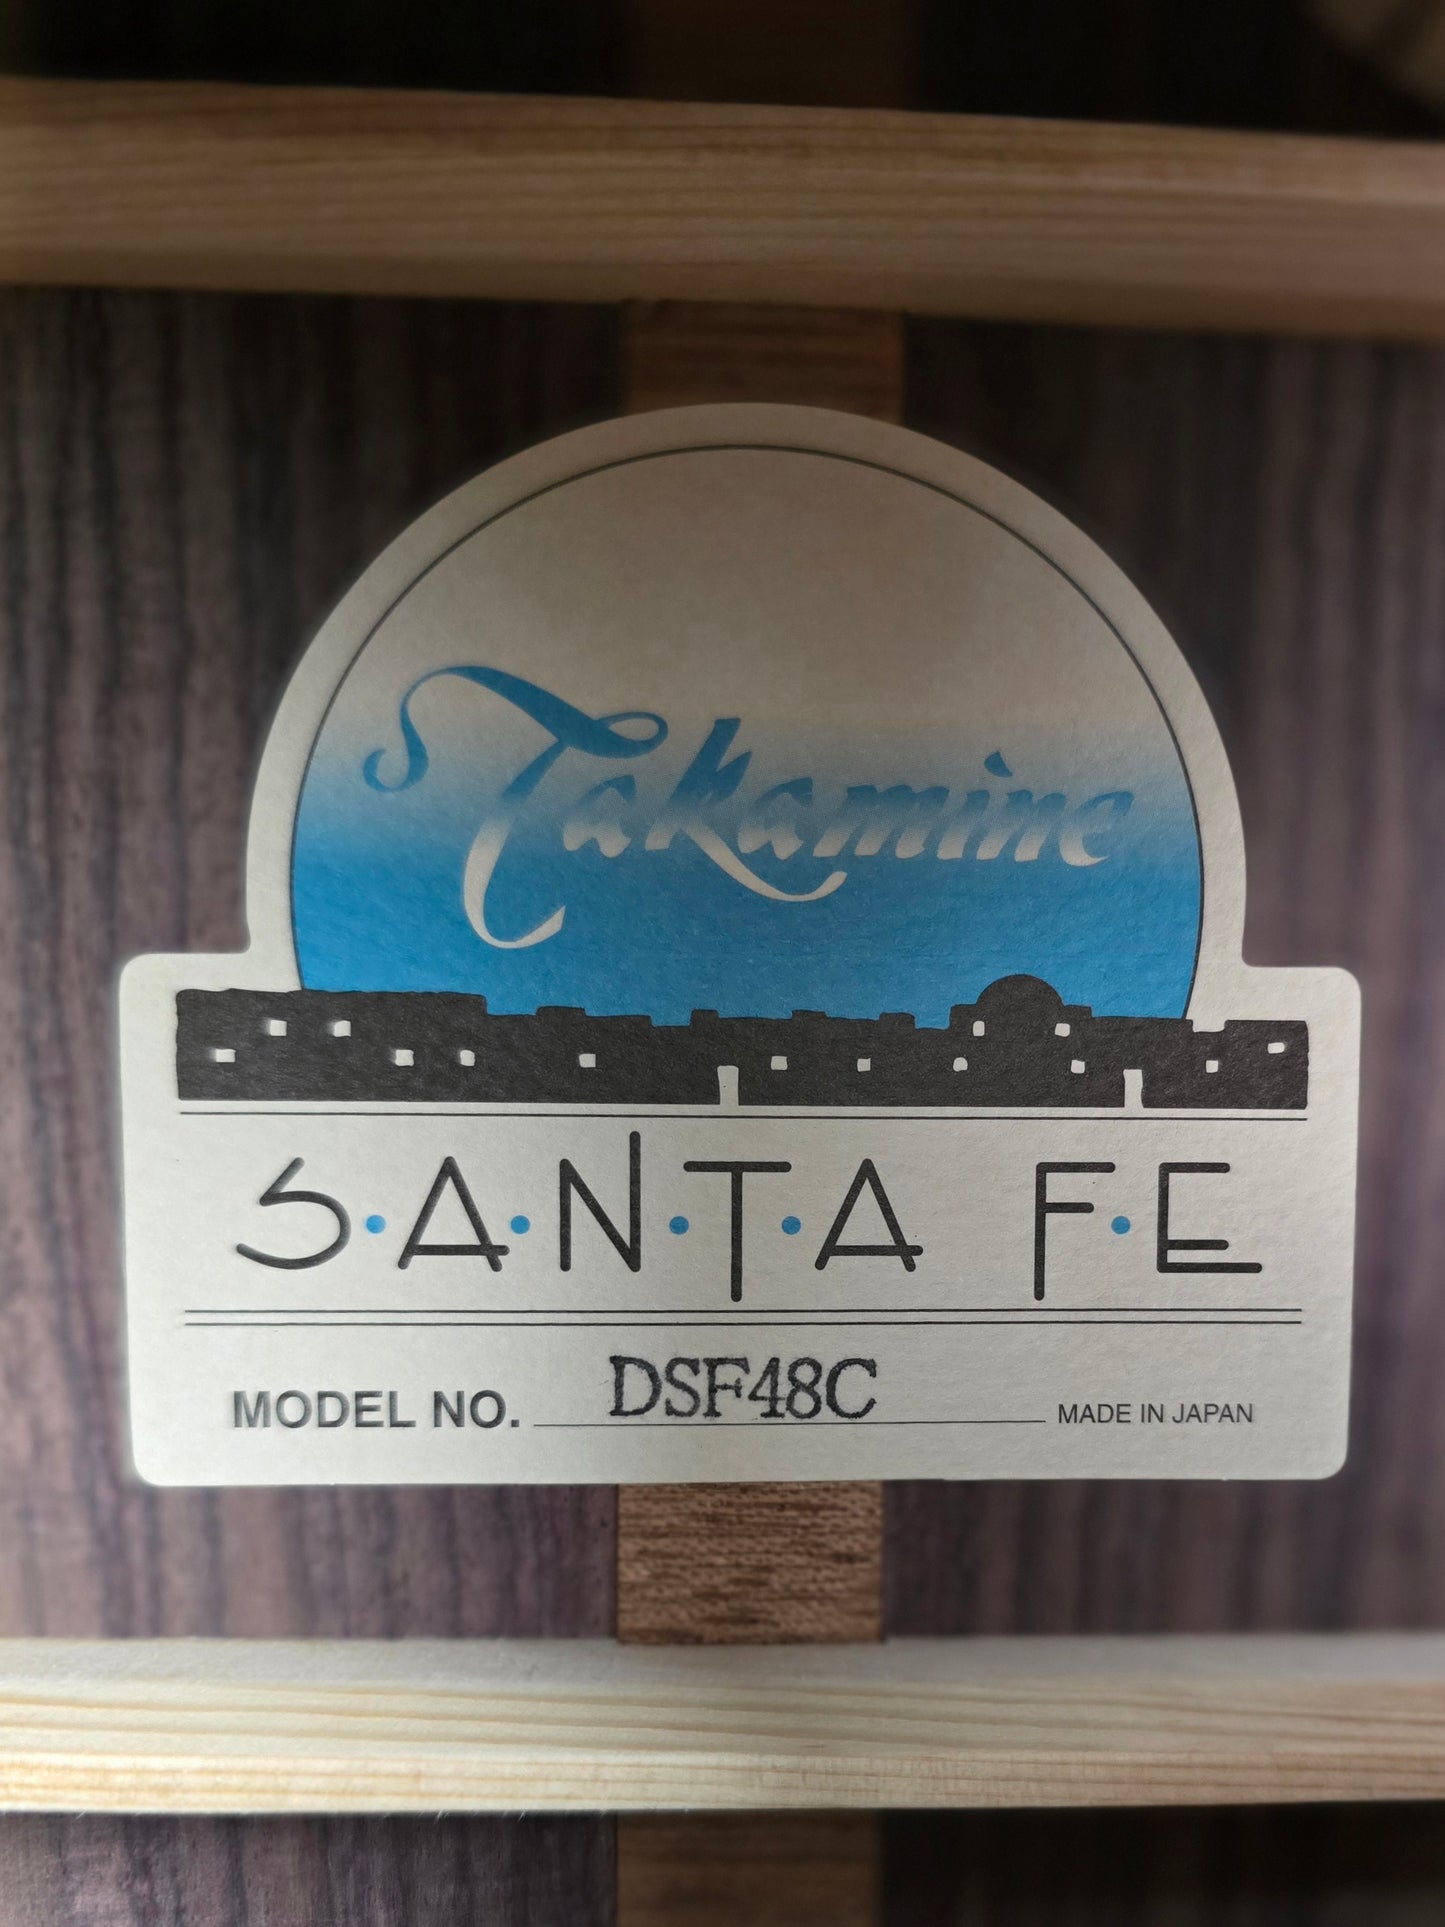 Takamine
S•A•N•T•A F•E
MODEL NO. DSF48C MADE IN JAPAN